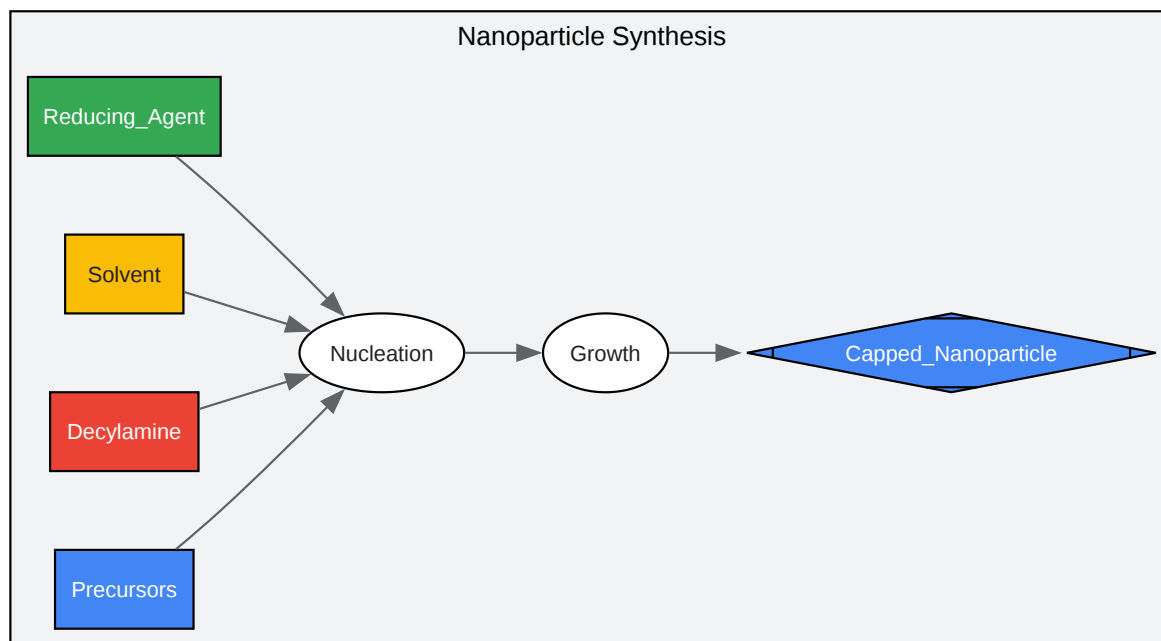 Nanoparticle Synthesis
Reducing_Agent
Solvent
Decylamine
Precursors
Nucleation
Growth
Capped_Nanoparticle